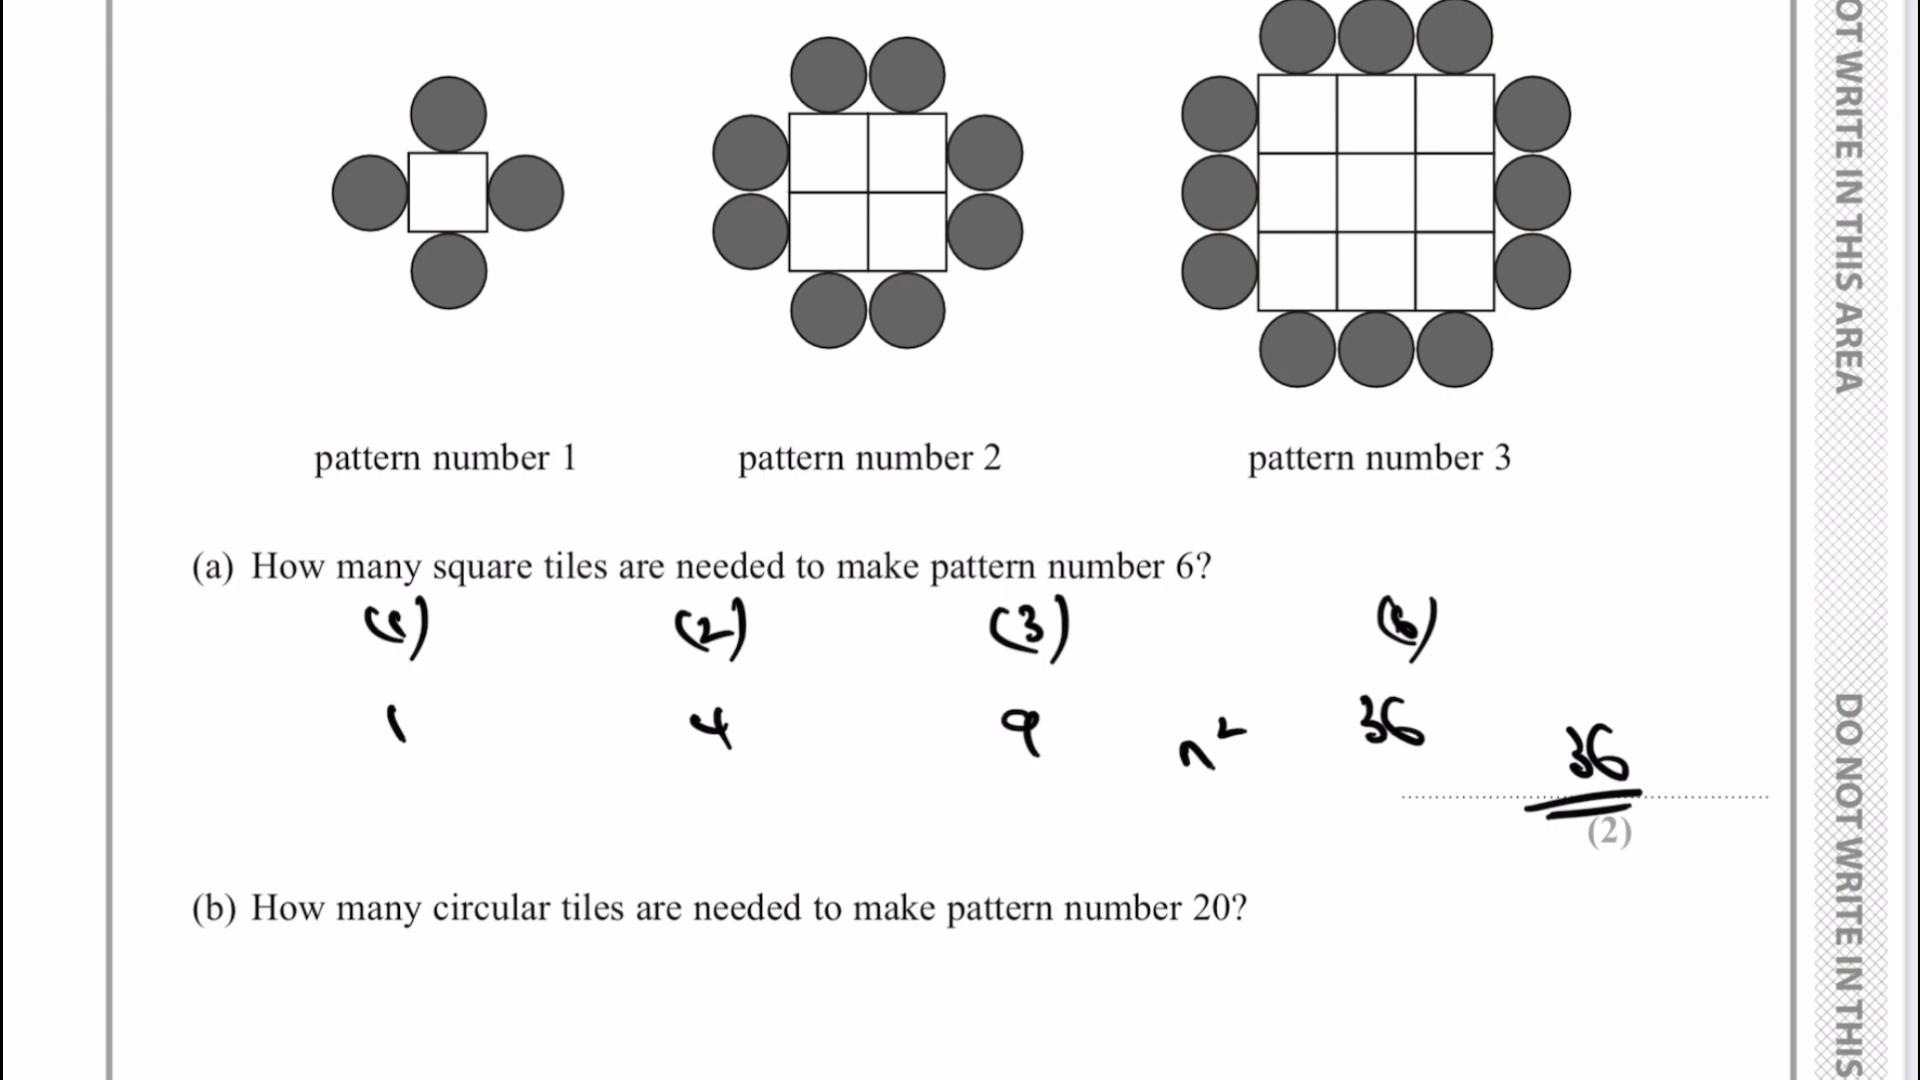 pattern number 1
pattern number 2
pattern number 3
(a) How many square tiles are needed to make pattern number 6?
(1) (2) (3) (6)
1 4 9 n² 36
36
(2)
(b) How many circular tiles are needed to make pattern number 20?
OT WRITE IN THIS AREA
DO NOT WRITE IN THIS